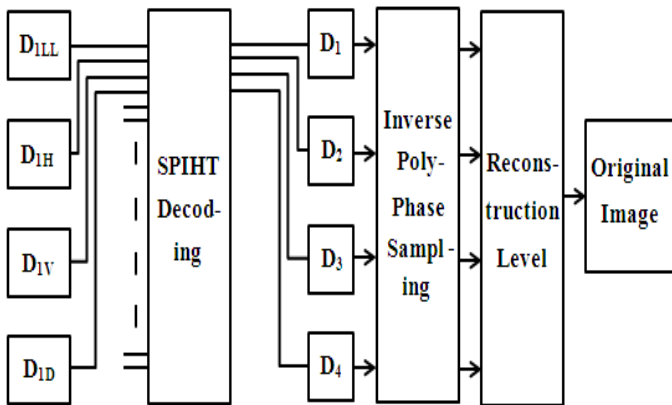 D1LL
D1H
D1V
D1D
SPIHT
Decod-
ing
D1
D2
D3
D4
Inverse
Poly-
Phase
Sampl-
ing
Recons-
truction
Level
Original
Image